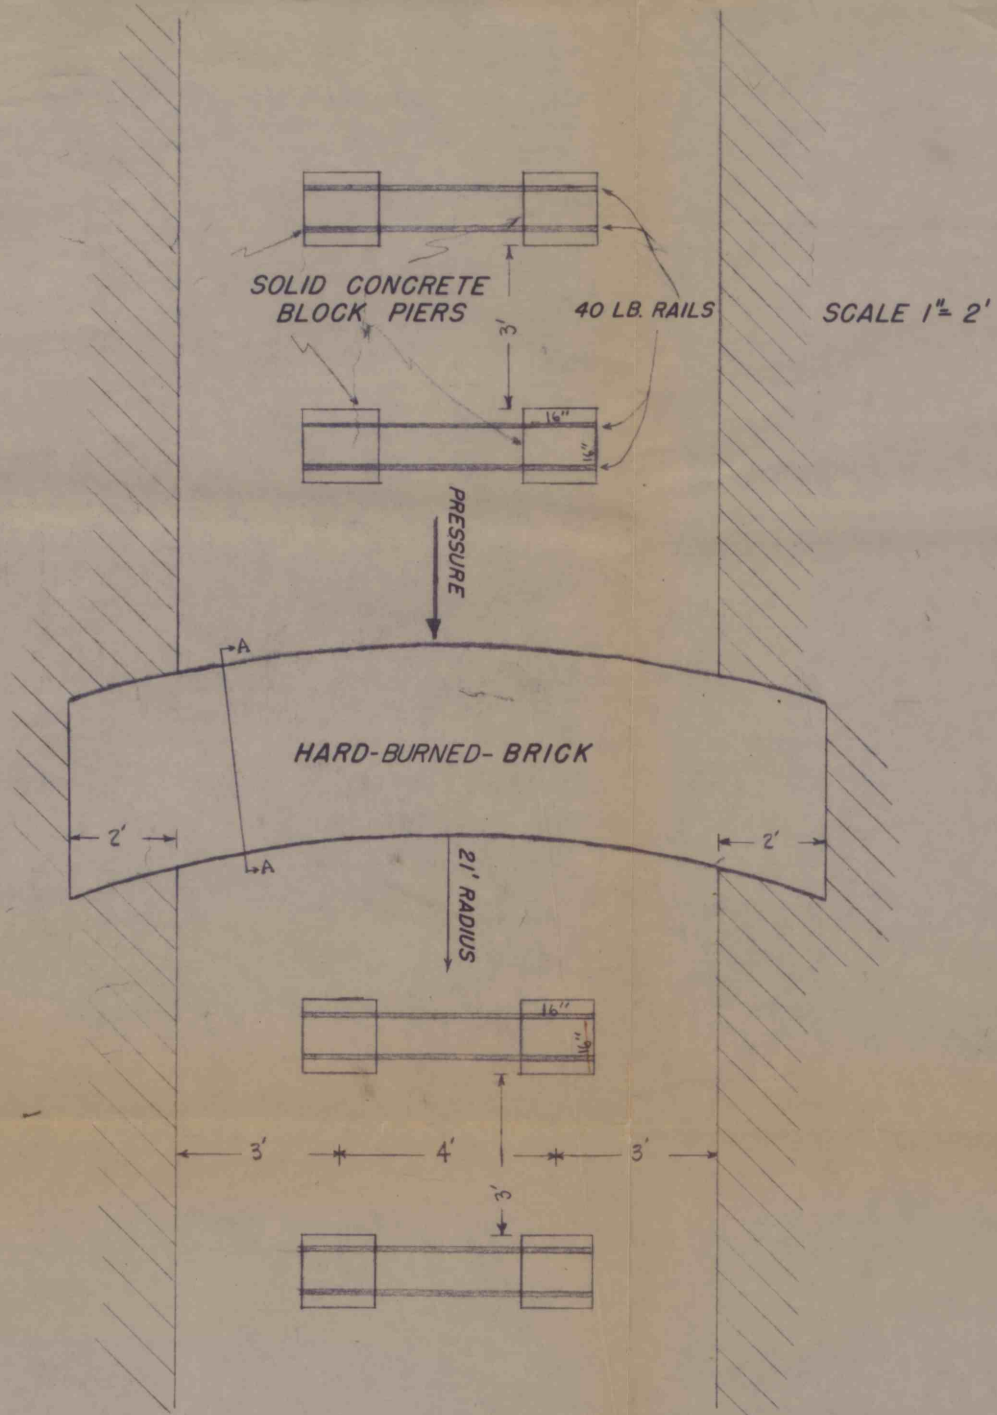 SOLID CONCRETE
BLOCK PIERS
3'
40 LB. RAILS
SCALE 1"= 2'
16"
16"
PRESSURE
A
HARD-BURNED-BRICK
2'
2'
A
21' RADIUS
16"
16"
3'
4'
3'
3'